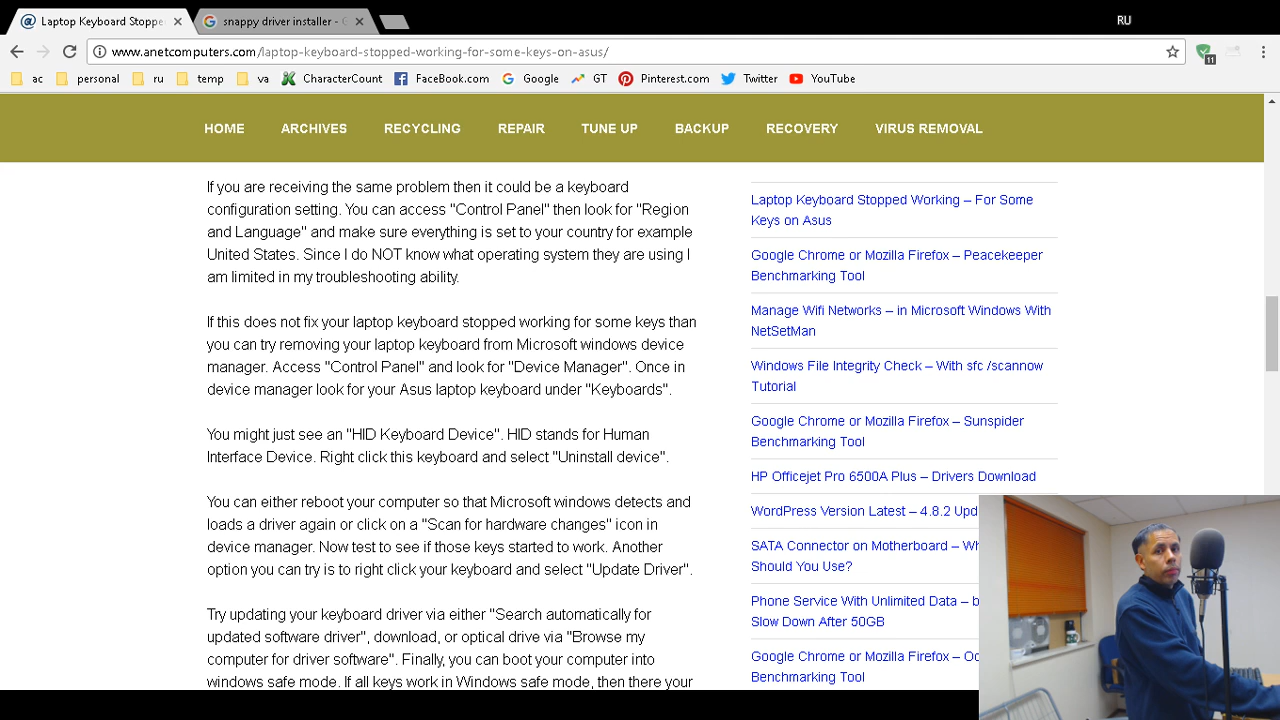 RU
Laptop Keyboard Stoppe
snappy driver installer - G
www.anetcomputers.com/laptop-keyboard-stopped-working-for-some-keys-on-asus/
ac personal ru temp va CharacterCount FaceBook.com Google GT Pinterest.com Twitter YouTube
11
HOME ARCHIVES RECYCLING REPAIR TUNE UP BACKUP RECOVERY VIRUS REMOVAL
If you are receiving the same problem then it could be a keyboard
configuration setting. You can access "Control Panel" then look for "Region
and Language" and make sure everything is set to your country for example
United States. Since I do NOT know what operating system they are using I
am limited in my troubleshooting ability.
If this does not fix your laptop keyboard stopped working for some keys than
you can try removing your laptop keyboard from Microsoft windows device
manager. Access "Control Panel" and look for "Device Manager". Once in
device manager look for your Asus laptop keyboard under "Keyboards".
You might just see an "HID Keyboard Device". HID stands for Human
Interface Device. Right click this keyboard and select "Uninstall device".
You can either reboot your computer so that Microsoft windows detects and
loads a driver again or click on a "Scan for hardware changes" icon in
device manager. Now test to see if those keys started to work. Another
option you can try is to right click your keyboard and select "Update Driver".
Try updating your keyboard driver via either "Search automatically for
updated software driver", download, or optical drive via "Browse my
computer for driver software". Finally, you can boot your computer into
windows safe mode. If all keys work in Windows safe mode, then there your
Laptop Keyboard Stopped Working – For Some
Keys on Asus
Google Chrome or Mozilla Firefox – Peacekeeper
Benchmarking Tool
Manage Wifi Networks – in Microsoft Windows With
NetSetMan
Windows File Integrity Check – With sfc /scannow
Tutorial
Google Chrome or Mozilla Firefox – Sunspider
Benchmarking Tool
HP Officejet Pro 6500A Plus – Drivers Download
WordPress Version Latest – 4.8.2 Upd
SATA Connector on Motherboard – Wh
Should You Use?
Phone Service With Unlimited Data – b
Slow Down After 50GB
Google Chrome or Mozilla Firefox – Oc
Benchmarking Tool